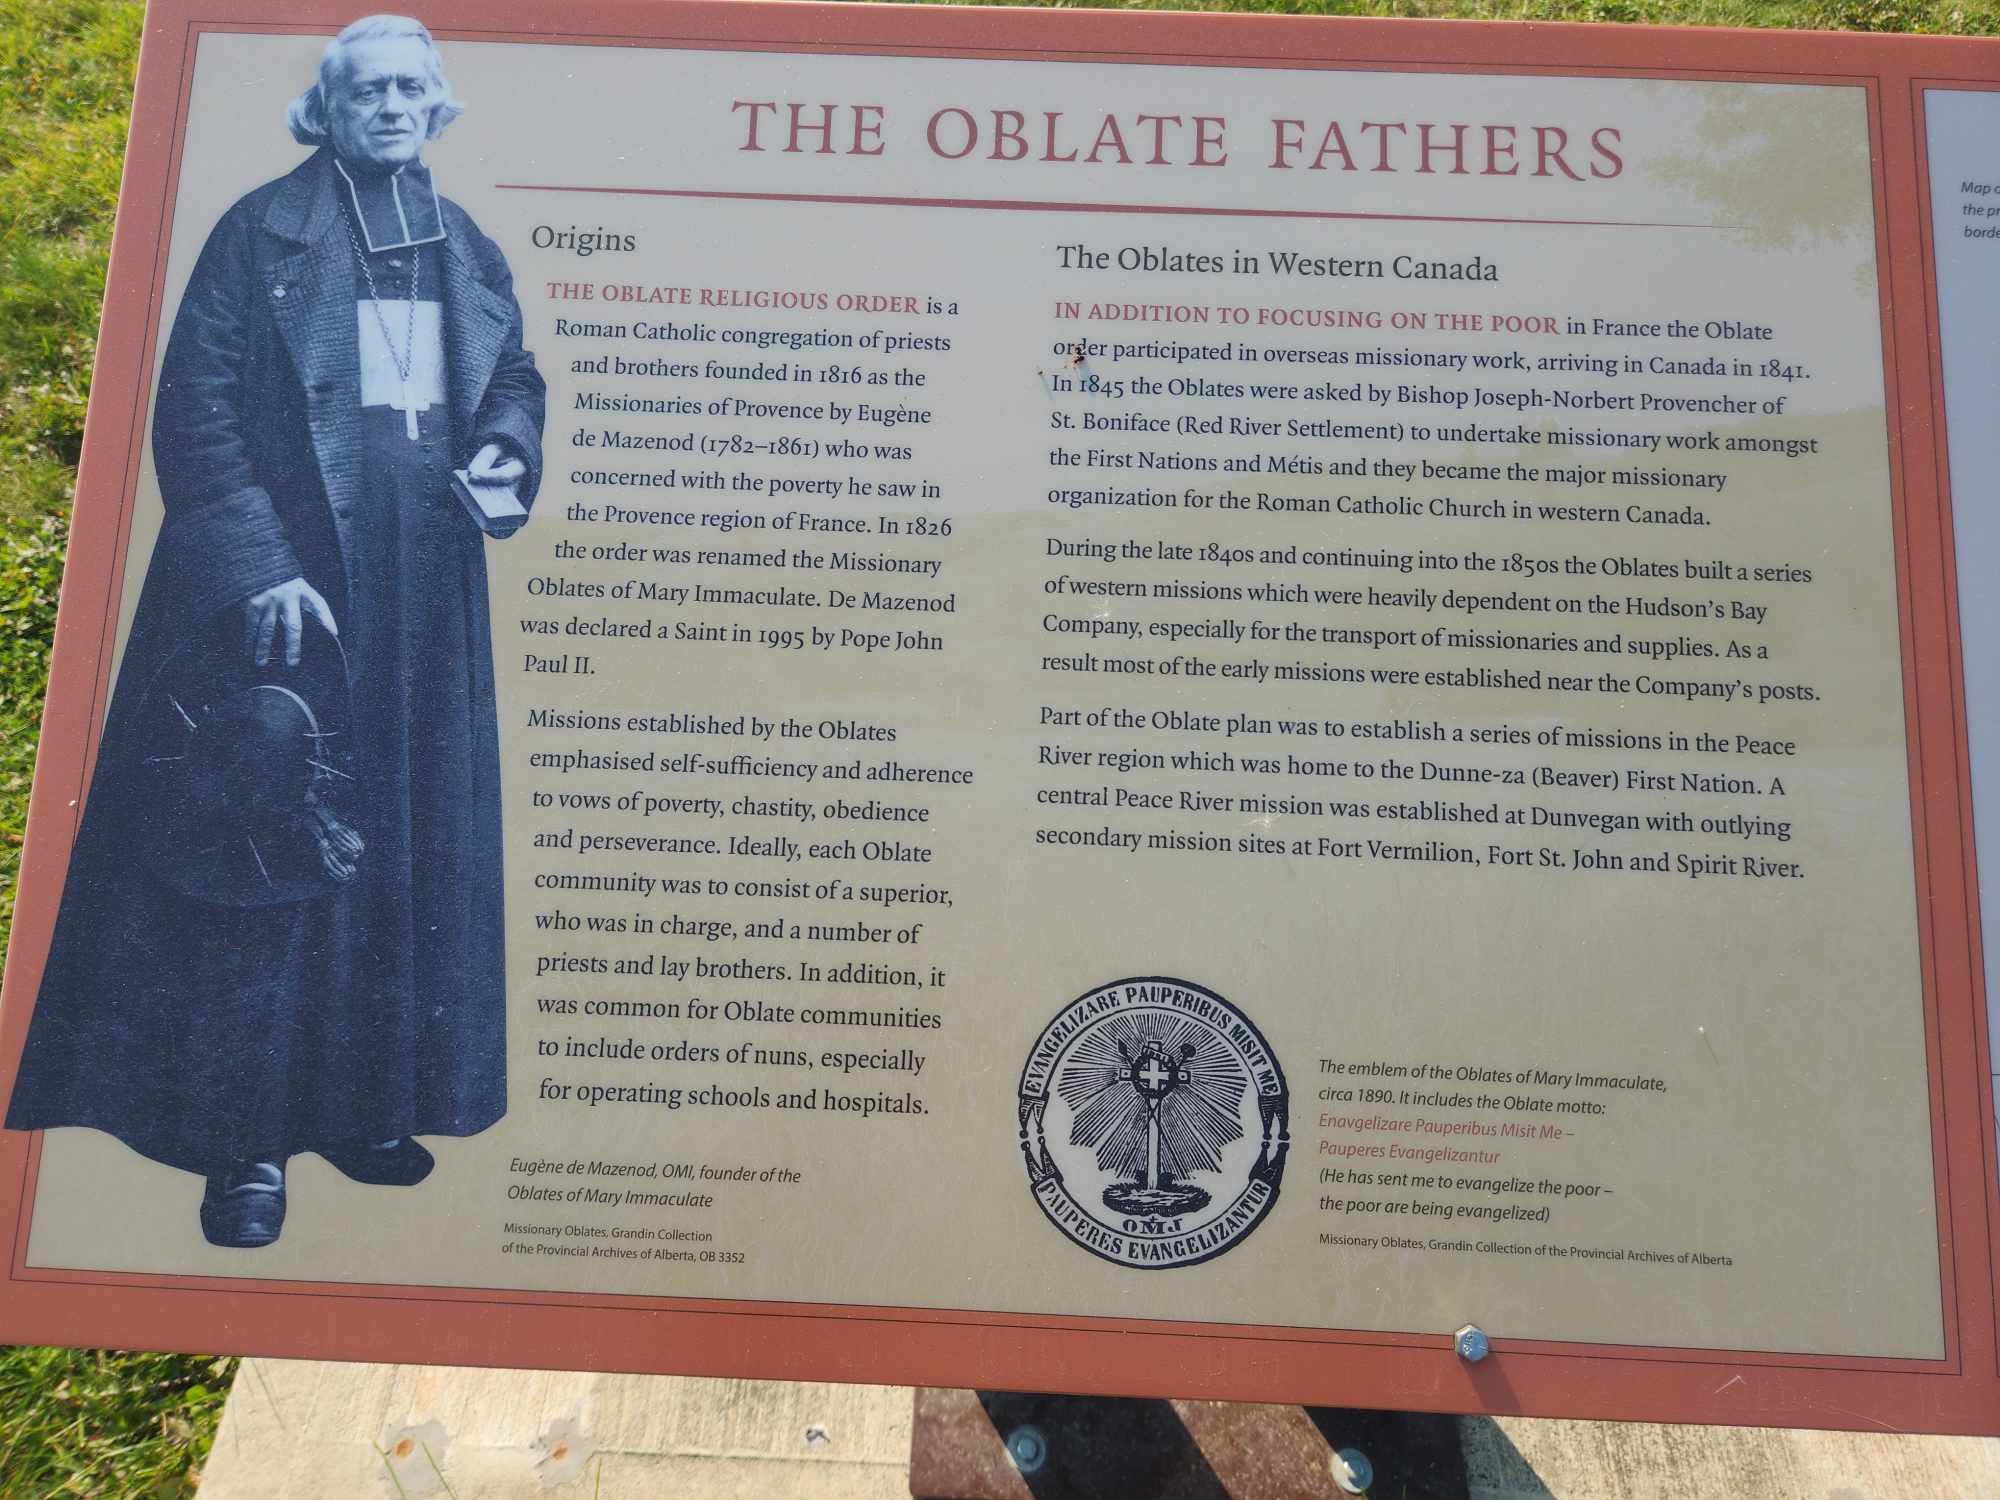 THE OBLATE FATHERS
Origins
THE OBLATE RELIGIOUS ORDER is a
Roman Catholic congregation of priests
and brothers founded in 1816 as the
Missionaries of Provence by Eugène
de Mazenod (1782–1861) who was
concerned with the poverty he saw in
the Provence region of France. In 1826
the order was renamed the Missionary
Oblates of Mary Immaculate. De Mazenod
was declared a Saint in 1995 by Pope John
Paul II.
Missions established by the Oblates
emphasised self-sufficiency and adherence
to vows of poverty, chastity, obedience
and perseverance. Ideally, each Oblate
community was to consist of a superior,
who was in charge, and a number of
priests and lay brothers. In addition, it
was common for Oblate communities
to include orders of nuns, especially
for operating schools and hospitals.
Eugène de Mazenod, OMI, founder of the
Oblates of Mary Immaculate
Missionary Oblates, Grandin Collection
of the Provincial Archives of Alberta, OB 3352
The Oblates in Western Canada
IN ADDITION TO FOCUSING ON THE POOR in France the Oblate
order participated in overseas missionary work, arriving in Canada in 1841.
In 1845 the Oblates were asked by Bishop Joseph-Norbert Provencher of
St. Boniface (Red River Settlement) to undertake missionary work amongst
the First Nations and Métis and they became the major missionary
organization for the Roman Catholic Church in western Canada.
During the late 1840s and continuing into the 1850s the Oblates built a series
of western missions which were heavily dependent on the Hudson's Bay
Company, especially for the transport of missionaries and supplies. As a
result most of the early missions were established near the Company's posts.
Part of the Oblate plan was to establish a series of missions in the Peace
River region which was home to the Dunne-za (Beaver) First Nation. A
central Peace River mission was established at Dunvegan with outlying
secondary mission sites at Fort Vermilion, Fort St. John and Spirit River.
EVANGELIZARE PAUPERIBUS MISIT ME
OMI
PAUPERES EVANGELIZANTUR
The emblem of the Oblates of Mary Immaculate,
circa 1890. It includes the Oblate motto:
Enavgelizare Pauperibus Misit Me –
Pauperes Evangelizantur
(He has sent me to evangelize the poor –
the poor are being evangelized)
Missionary Oblates, Grandin Collection of the Provincial Archives of Alberta
Map
the